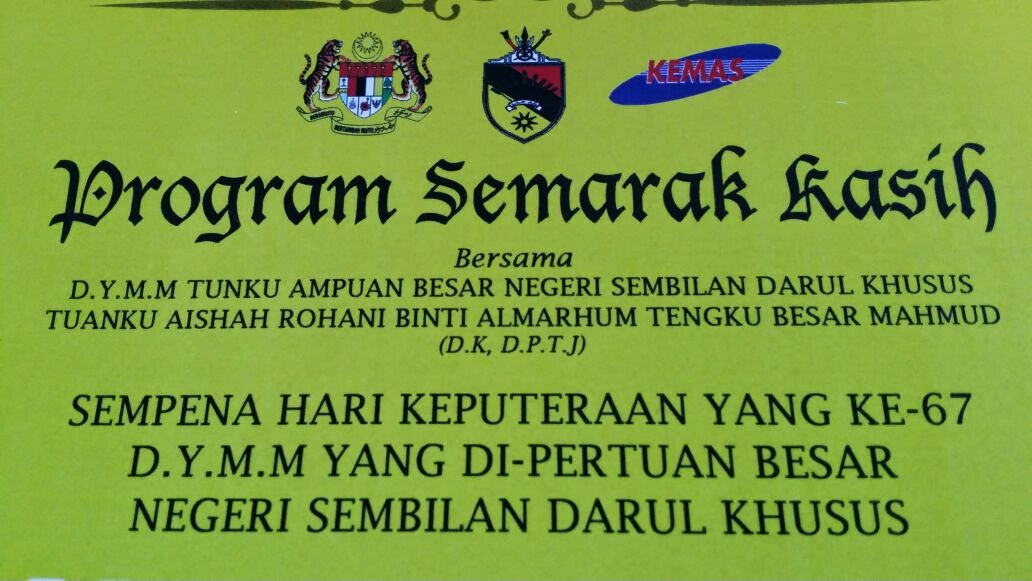 KEMAS
Program Semarak Kasih
Bersama
D.Y.M.M TUNKU AMPUAN BESAR NEGERI SEMBILAN DARUL KHUSUS
TUANKU AISHAH ROHANI BINTI ALMARHUM TENGKU BESAR MAHMUD
(D.K, D.P.T.J)
SEMPENA HARI KEPUTERAAN YANG KE-67
D.Y.M.M YANG DI-PERTUAN BESAR
NEGERI SEMBILAN DARUL KHUSUS